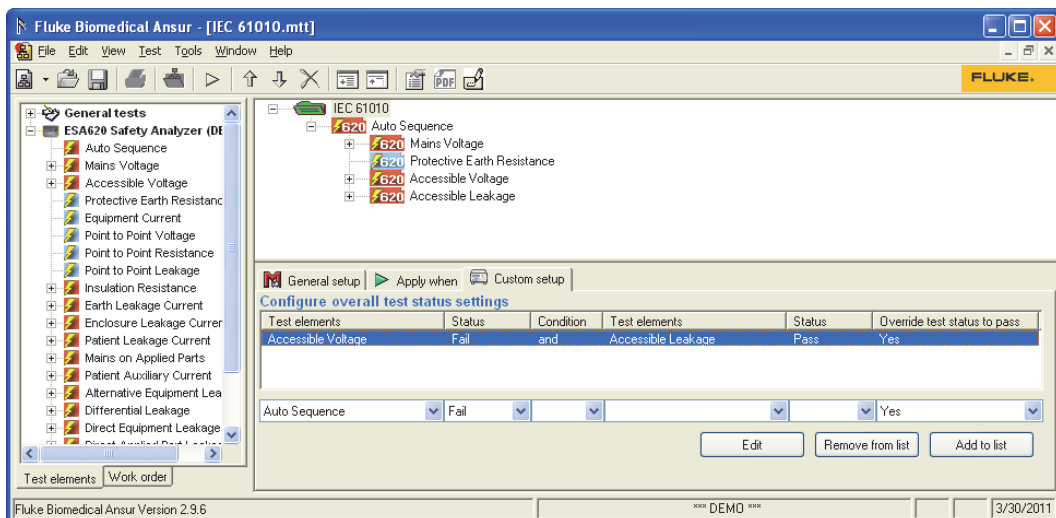 Fluke Biomedical Ansur - [IEC 61010.mtt]
File Edit View Test Tools Window Help
PDF
FLUKE.
General tests
ESA620 Safety Analyzer (DE
Auto Sequence
Mains Voltage
Accessible Voltage
Protective Earth Resistanc
Equipment Current
Point to Point Voltage
Point to Point Resistance
Point to Point Leakage
Insulation Resistance
Earth Leakage Current
Enclosure Leakage Currer
Patient Leakage Current
Mains on Applied Parts
Patient Auxiliary Current
Alternative Equipment Lea
Differential Leakage
Direct Equipment Leakage
Test elements Work order
IEC 61010
620 Auto Sequence
620 Mains Voltage
620 Protective Earth Resistance
620 Accessible Voltage
620 Accessible Leakage
General setup Apply when Custom setup
Configure overall test status settings
Test elements Status Condition Test elements Status Override test status to pass
Accessible Voltage Fail and Accessible Leakage Pass Yes
Auto Sequence Fail Yes
Edit Remove from list Add to list
Fluke Biomedical Ansur Version 2.9.6 *** DEMO *** 3/30/2011